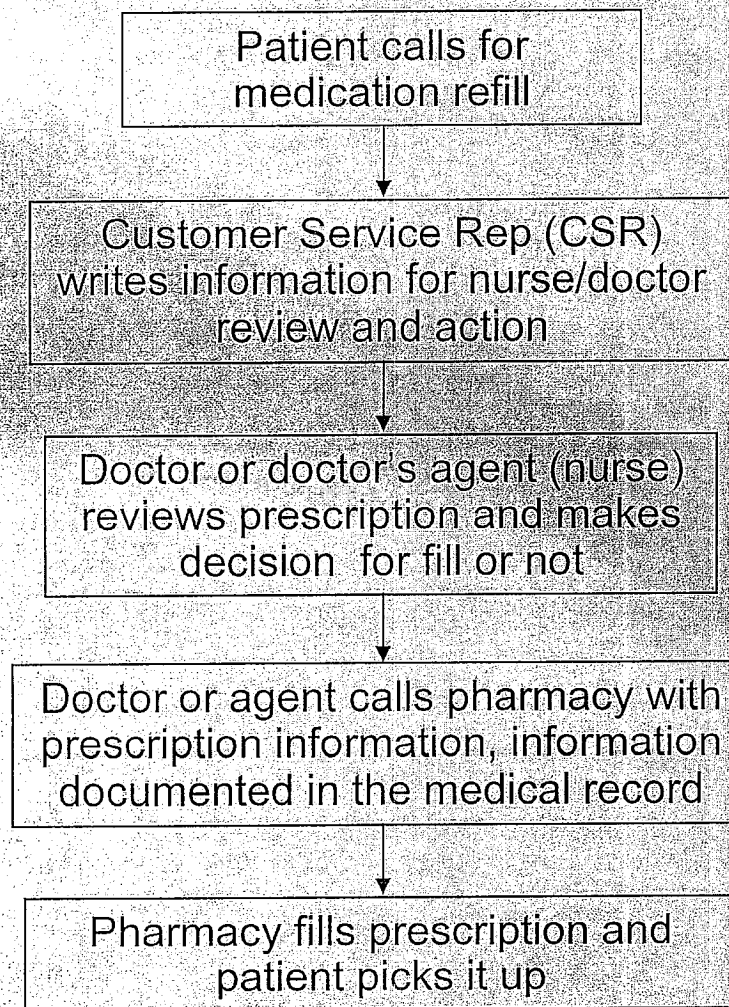 Patient calls for
medication refill
Customer Service Rep (CSR)
writes information for nurse/doctor
review and action
Doctor or doctor's agent (nurse)
reviews prescription and makes
decision for fill or not
Doctor or agent calls pharmacy with
prescription information, information
documented in the medical record
Pharmacy fills prescription and
patient picks it up